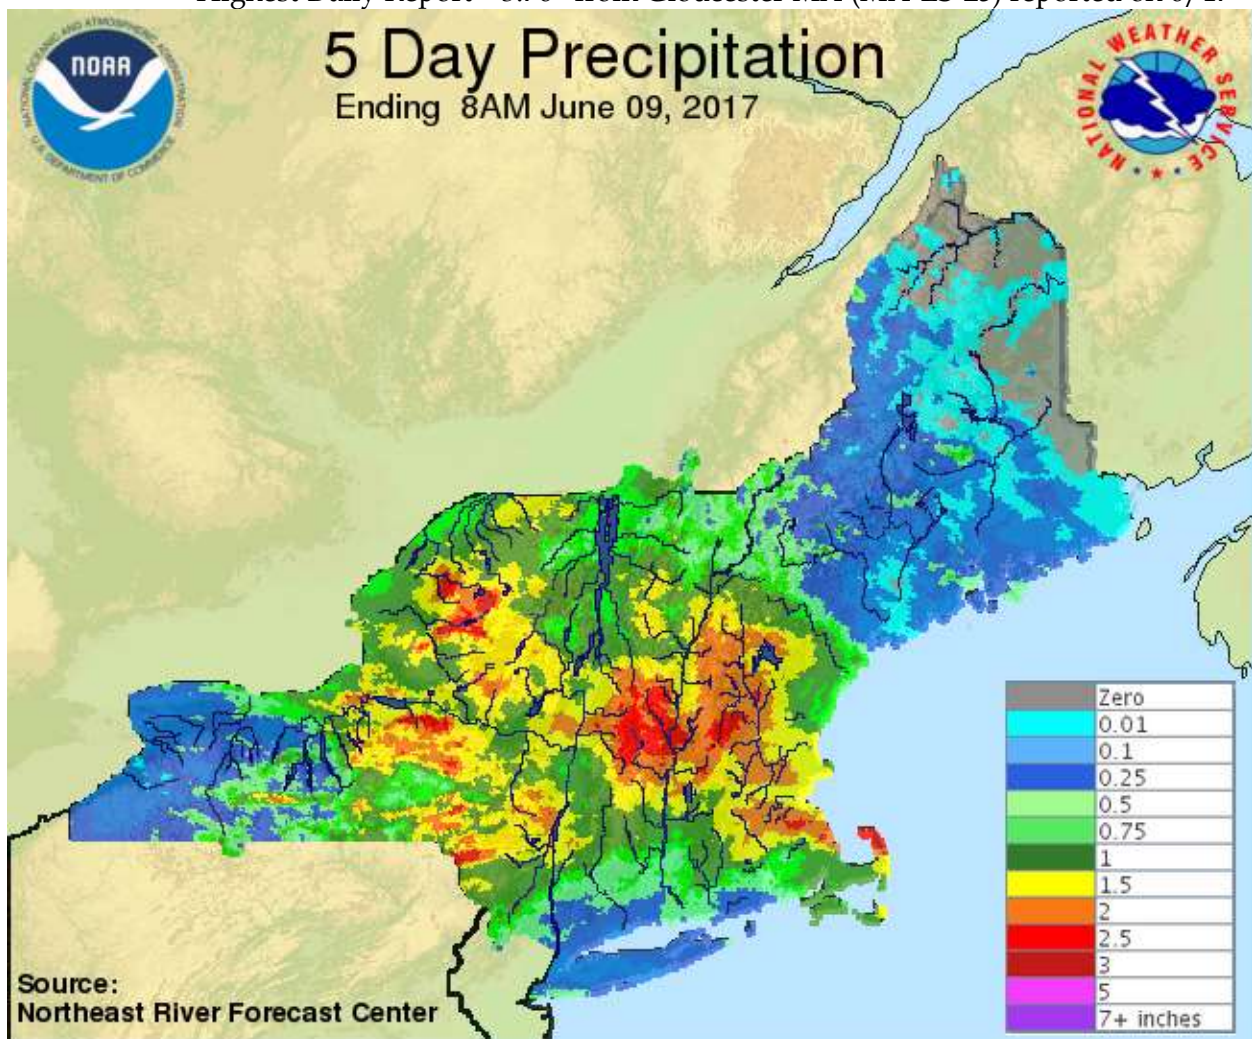 5 Day Precipitation
Ending 8AM June 09, 2017
NOAA
NATIONAL OCEANIC AND ATMOSPHERIC ADMINISTRATION
U.S. DEPARTMENT OF COMMERCE
NATIONAL WEATHER SERVICE
Zero
0.01
0.1
0.25
0.5
0.75
1
1.5
2
2.5
3
5
7+ inches
Source:
Northeast River Forecast Center